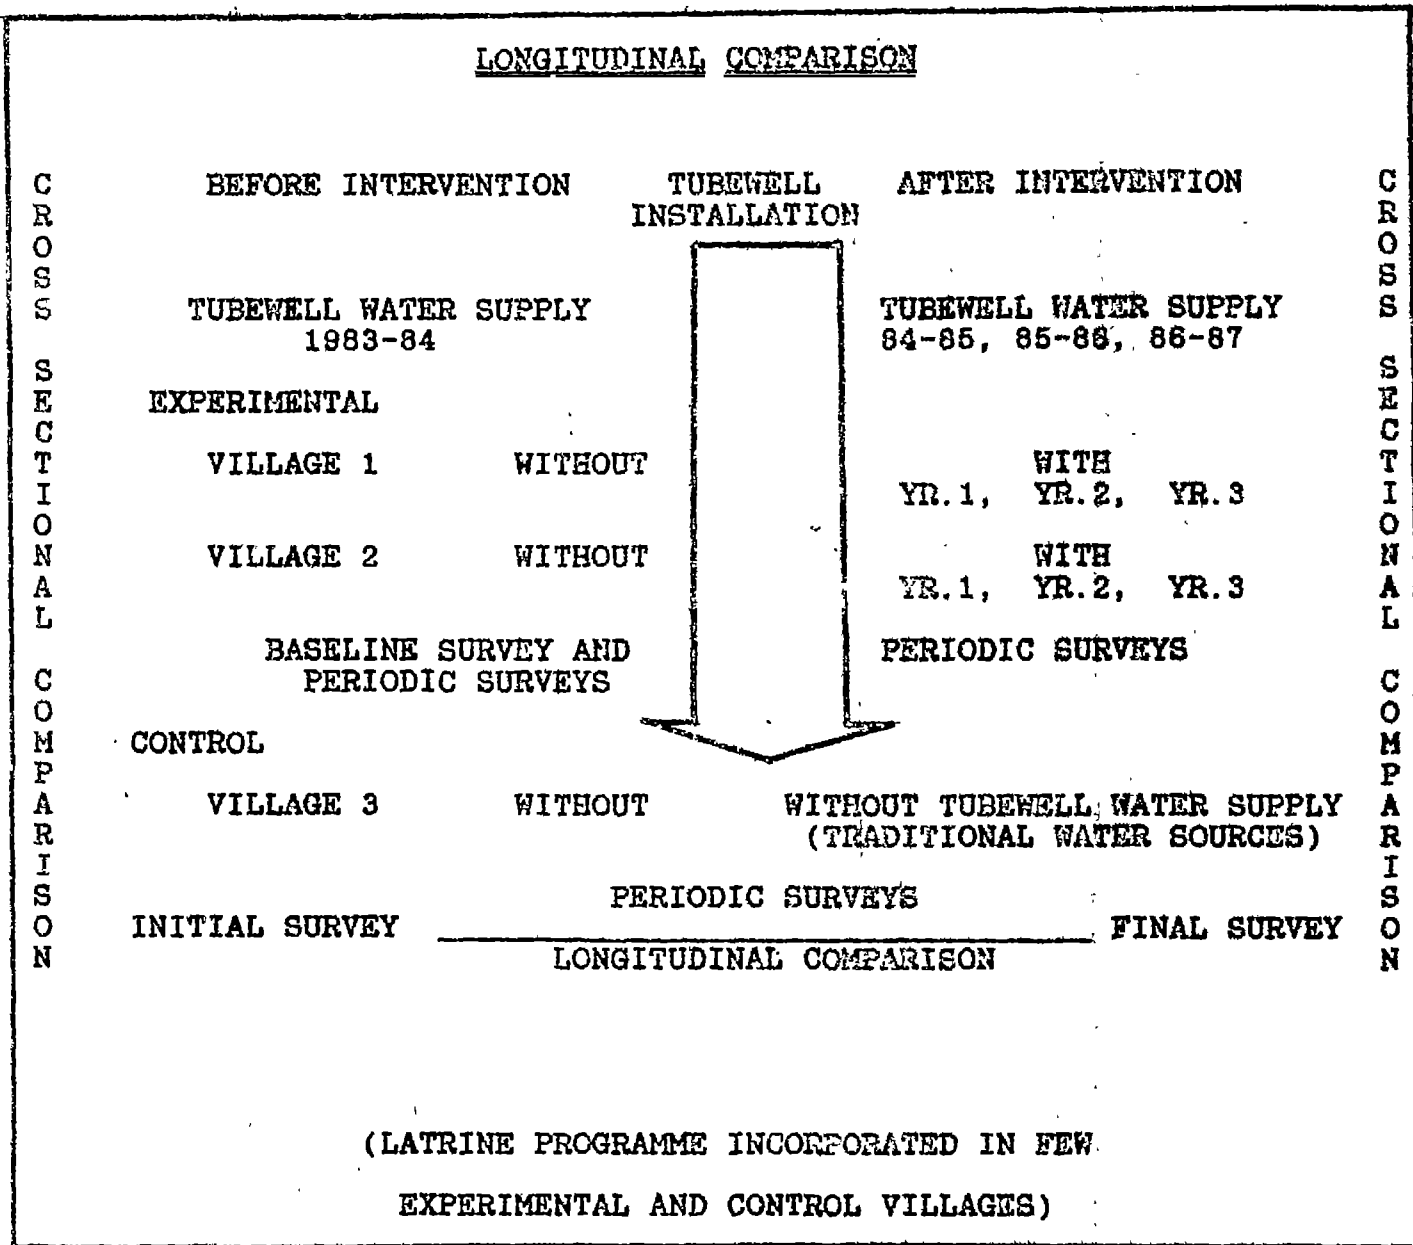 LONGITUDINAL COMPARISON
CROSS SECTIONAL COMPARISON
BEFORE INTERVENTION TUBEWELL AFTER INTERVENTION
INSTALLATION
TUBEWELL WATER SUPPLY TUBEWELL WATER SUPPLY
1983-84 84-85, 85-86, 86-87
EXPERIMENTAL
VILLAGE 1 WITHOUT WITH
YR.1, YR.2, YR.3
VILLAGE 2 WITHOUT WITH
YR.1, YR.2, YR.3
BASELINE SURVEY AND PERIODIC SURVEYS
PERIODIC SURVEYS
CONTROL
VILLAGE 3 WITHOUT WITHOUT TUBEWELL WATER SUPPLY
(TRADITIONAL WATER SOURCES)
PERIODIC SURVEYS
INITIAL SURVEY FINAL SURVEY
LONGITUDINAL COMPARISON
CROSS SECTIONAL COMPARISON
(LATRINE PROGRAMME INCORPORATED IN FEW
EXPERIMENTAL AND CONTROL VILLAGES)